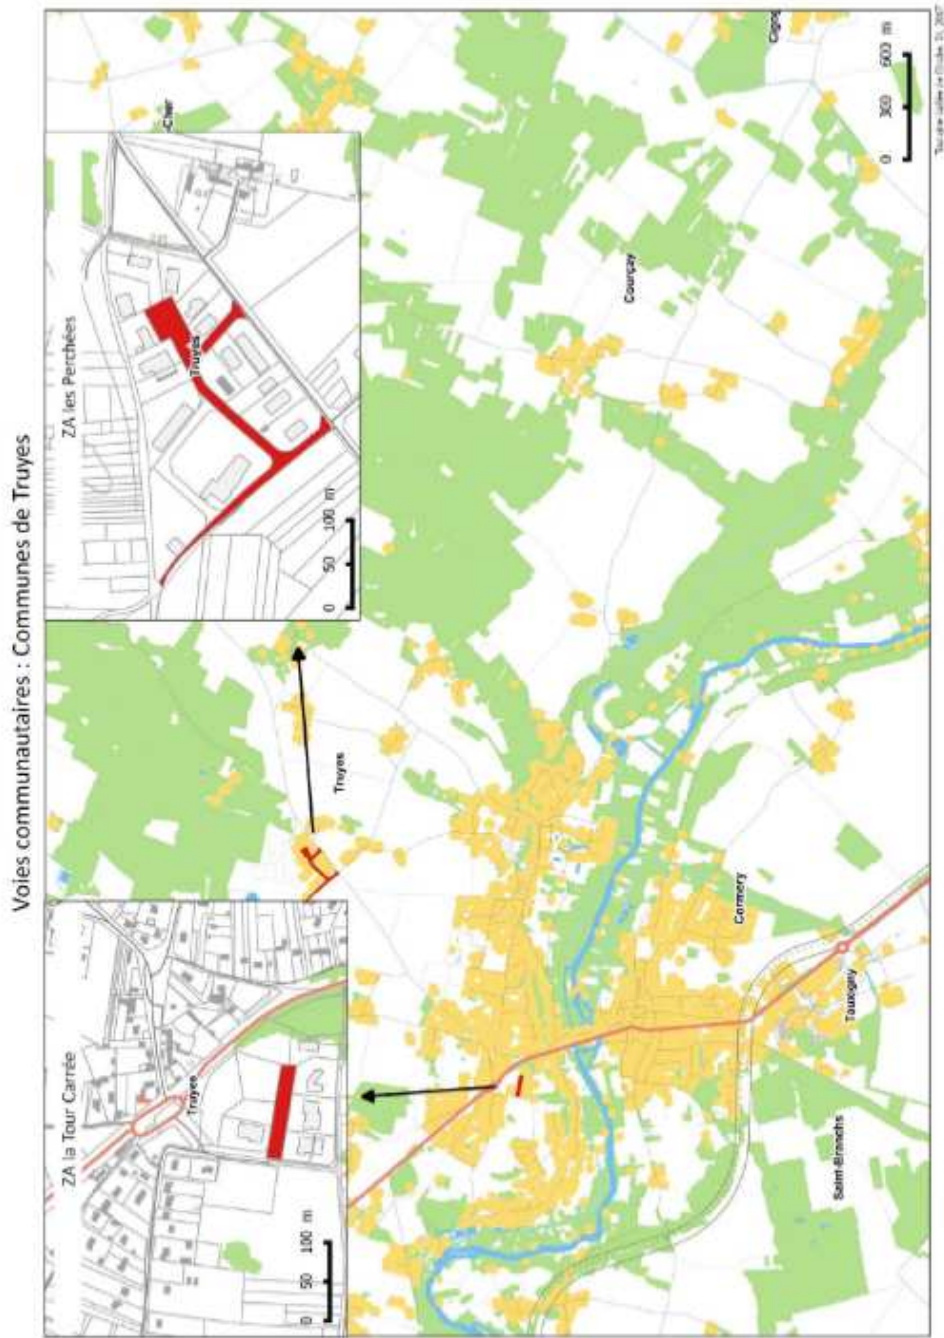 Voies communautaires : Communes de Truyes
ZA la Tour Carrée
Truyes
0 50 100 m
ZA les Perchées
Truyes
0 50 100 m
-Cher
Truyes
Courçay
Cormery
Tauxigny
Saint-Branchs
0 300 600 m